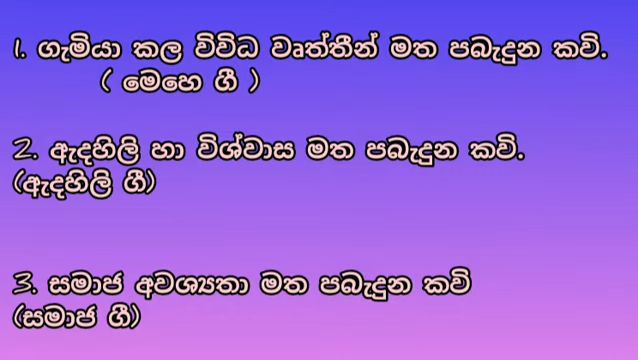 1. ගැමියා කල විවිධ වෘත්තීන් මත පබැදුන කවි.
( මෙහෙ ගී )
2. ඇදහිලි හා විශ්වාස මත පබැදුන කවි.
(ඇදහිලි ගී)
3. සමාජ අවශ්‍යතා මත පබැදුන කවි
(සමාජ ගී)